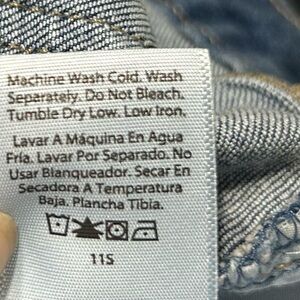 Machine Wash Cold. Wash
Separately. Do Not Bleach.
Tumble Dry Low. Low Iron.
Lavar A Máquina En Agua
Fría. Lavar Por Separado. No
Usar Blanqueador. Secar En
Secadora A Temperatura
Baja. Plancha Tibia.
11S